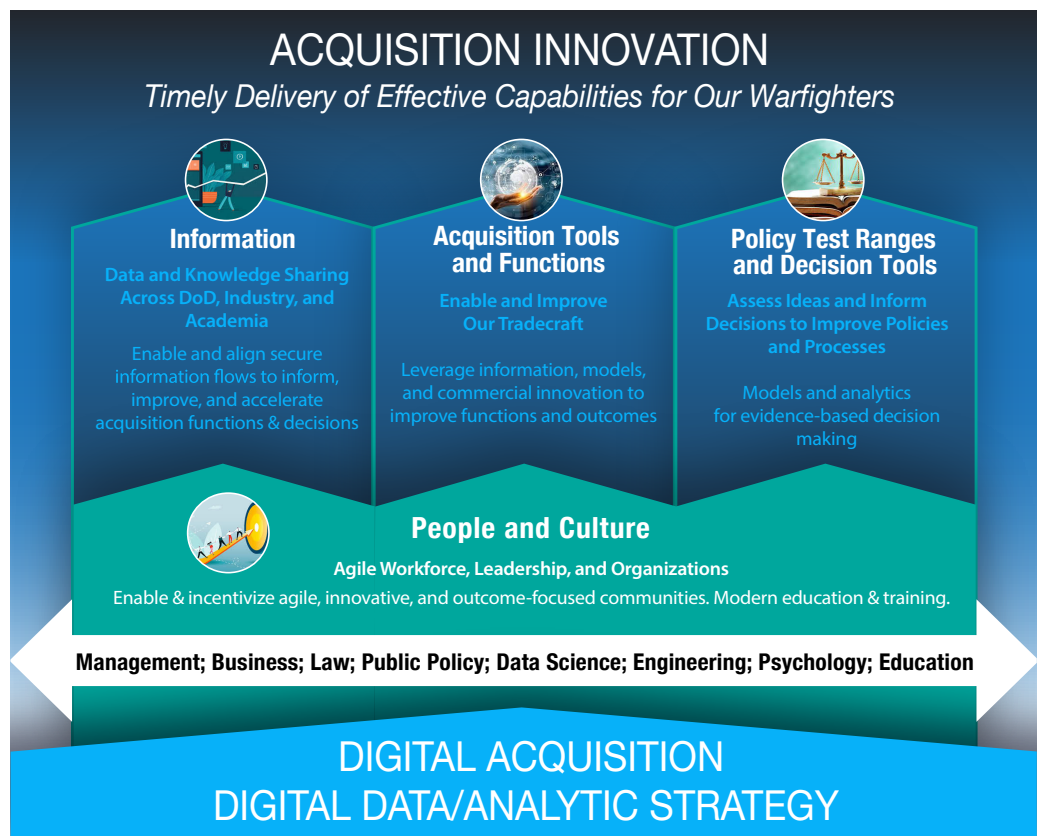 ACQUISITION INNOVATION
Timely Delivery of Effective Capabilities for Our Warfighters
Information
Data and Knowledge Sharing
Across DoD, Industry, and
Academia
Enable and align secure
information flows to inform,
improve, and accelerate
acquisition functions & decisions
Acquisition Tools
and Functions
Enable and Improve
Our Tradecraft
Leverage information, models,
and commercial innovation to
improve functions and outcomes
Policy Test Ranges
and Decision Tools
Assess Ideas and Inform
Decisions to Improve Policies
and Processes
Models and analytics
for evidence-based decision
making
People and Culture
Agile Workforce, Leadership, and Organizations
Enable & incentivize agile, innovative, and outcome-focused communities. Modern education & training.
Management; Business; Law; Public Policy; Data Science; Engineering; Psychology; Education
DIGITAL ACQUISITION
DIGITAL DATA/ANALYTIC STRATEGY